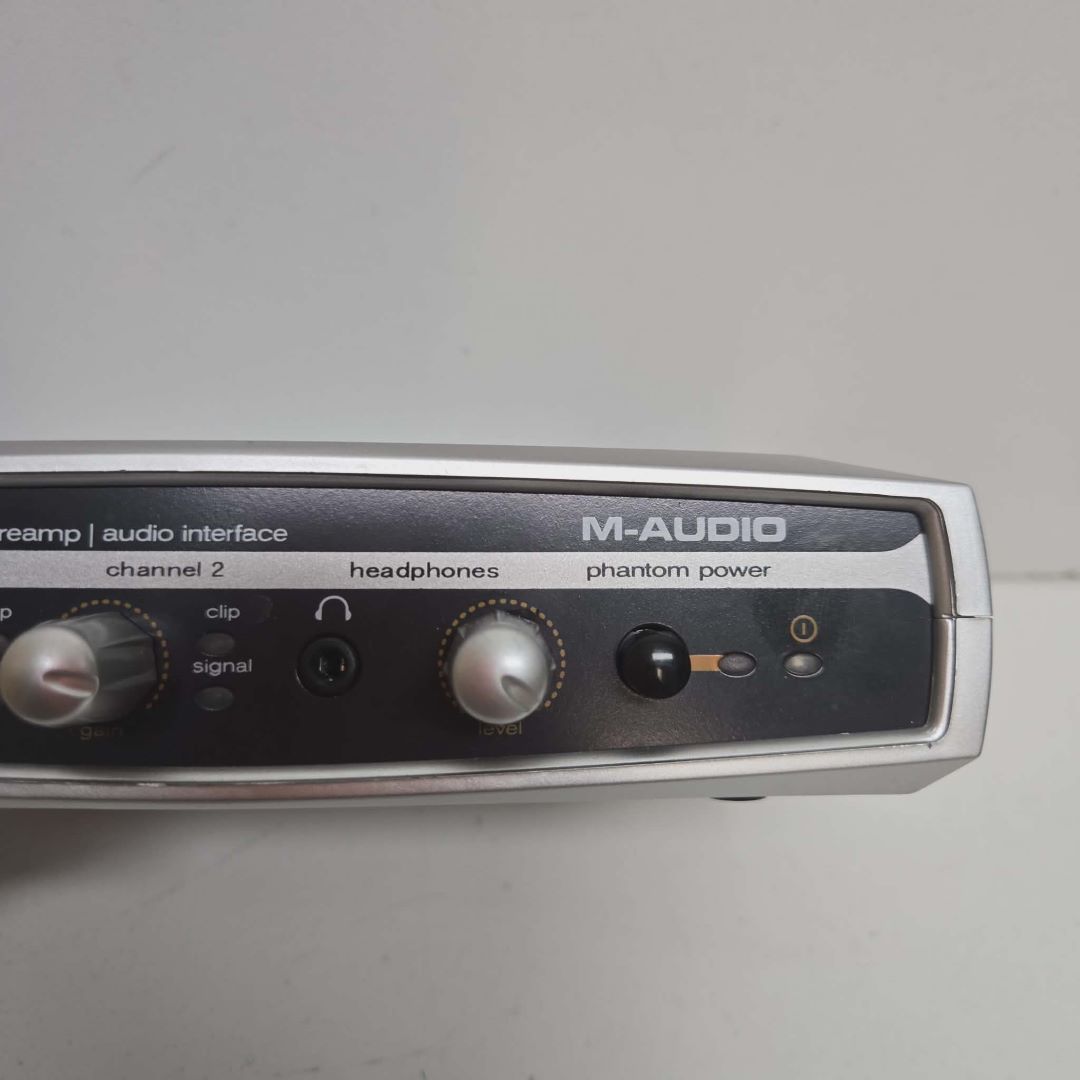 reamp | audio interface
M-AUDIO
channel 2
headphones
phantom power
p
clip
signal
gain
level